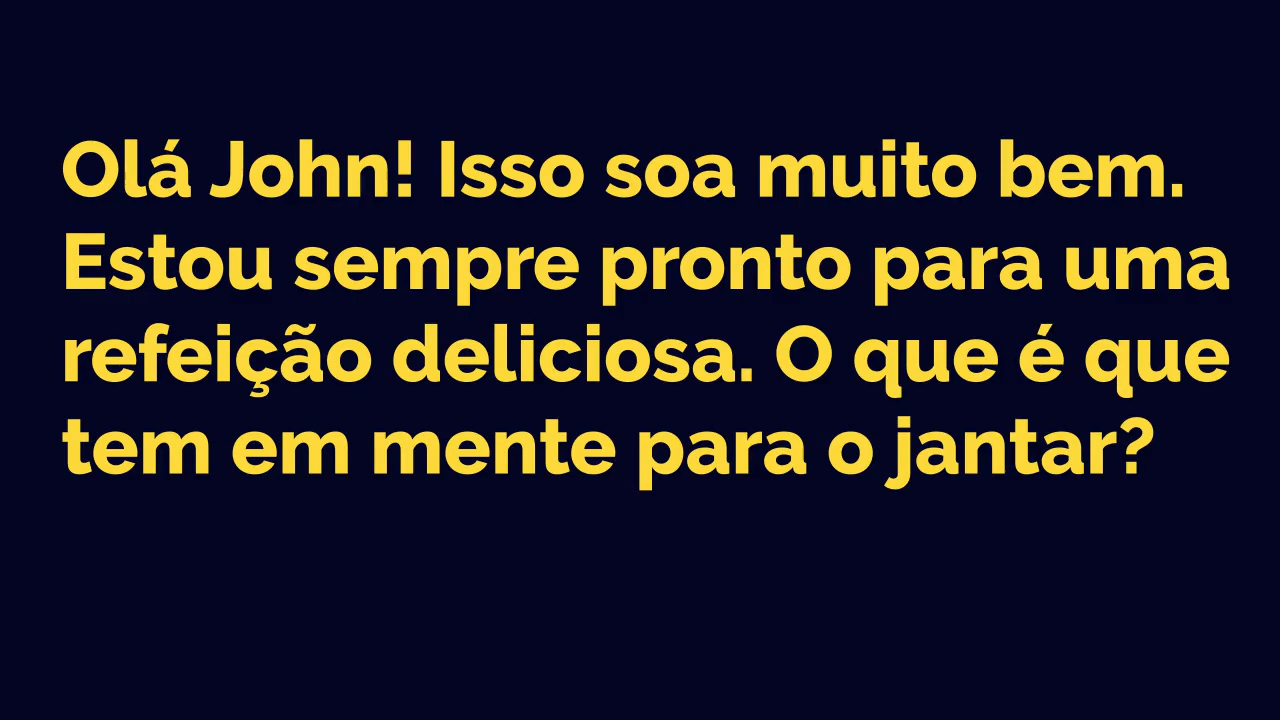 Olá John! Isso soa muito bem.
Estou sempre pronto para uma
refeição deliciosa. O que é que
tem em mente para o jantar?